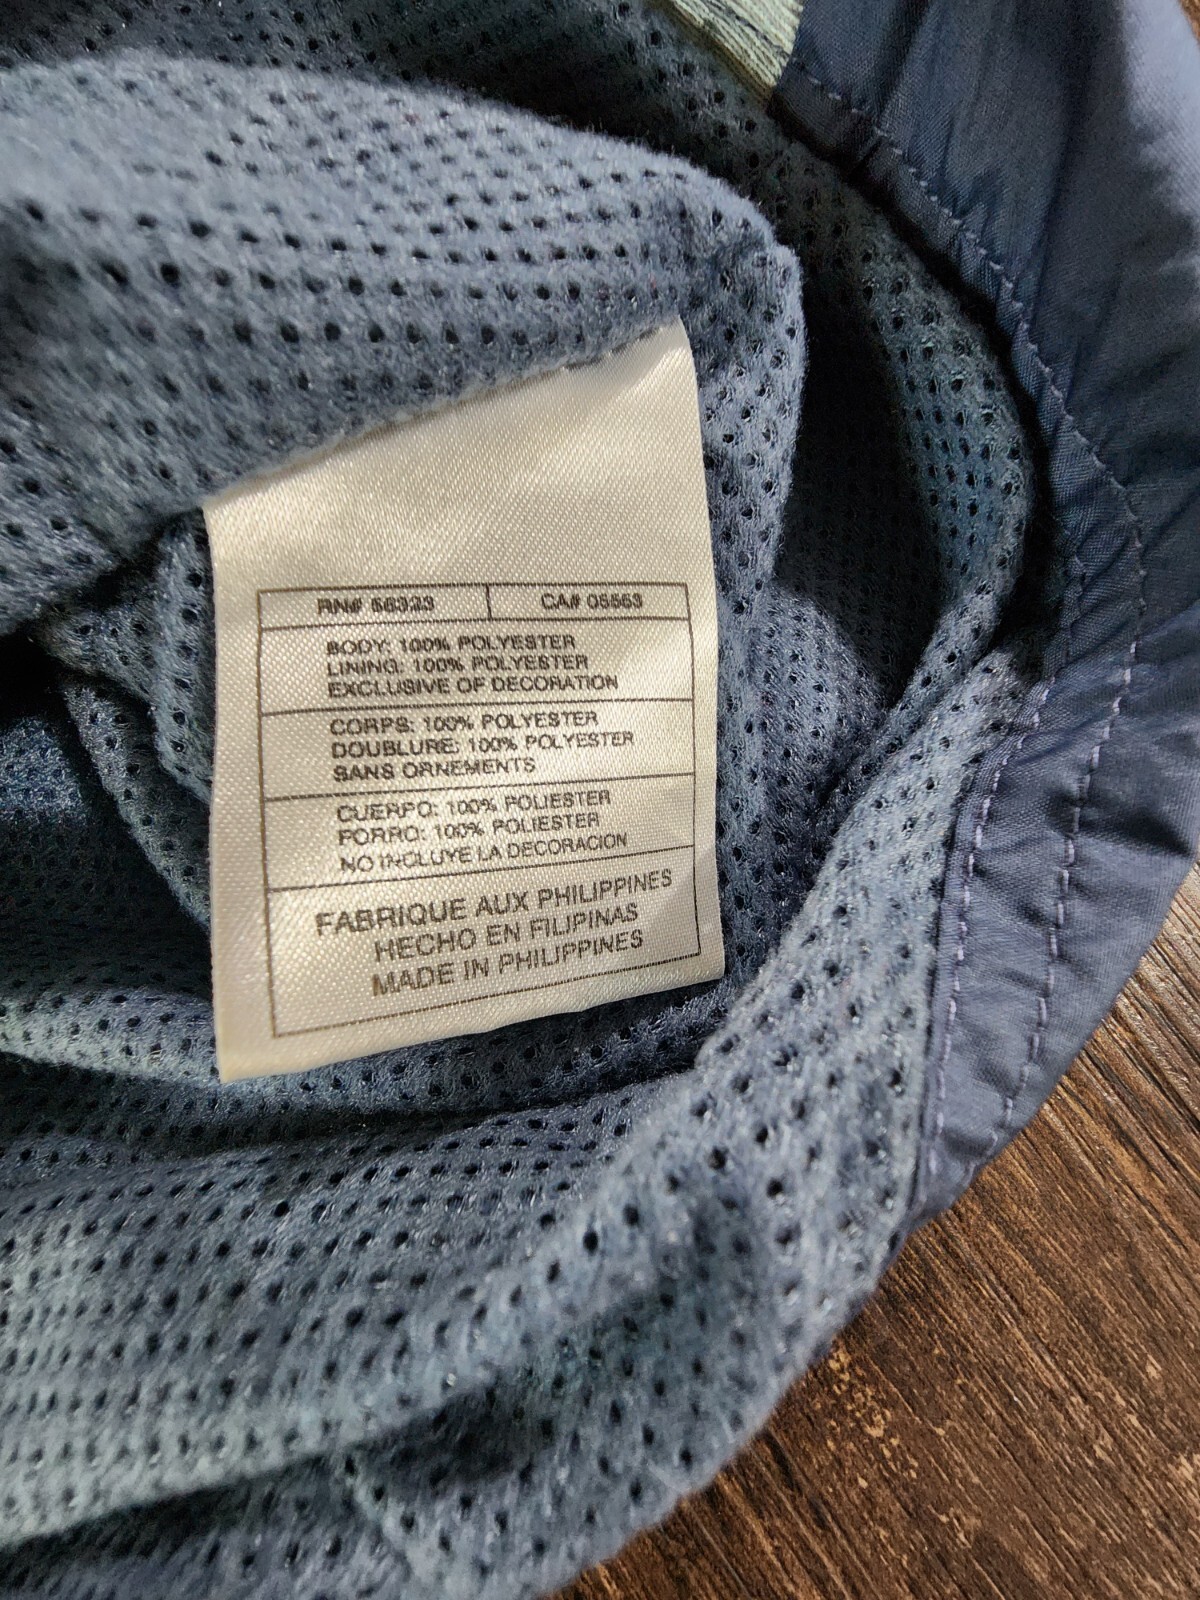 RN# 56323 CA# 05553
BODY: 100% POLYESTER
LINING: 100% POLYESTER
EXCLUSIVE OF DECORATION
CORPS: 100% POLYESTER
DOUBLURE: 100% POLYESTER
SANS ORNEMENTS
CUERPO: 100% POLIESTER
FORRO: 100% POLIESTER
NO INCLUYE LA DECORACION
FABRIQUE AUX PHILIPPINES
HECHO EN FILIPINAS
MADE IN PHILIPPINES